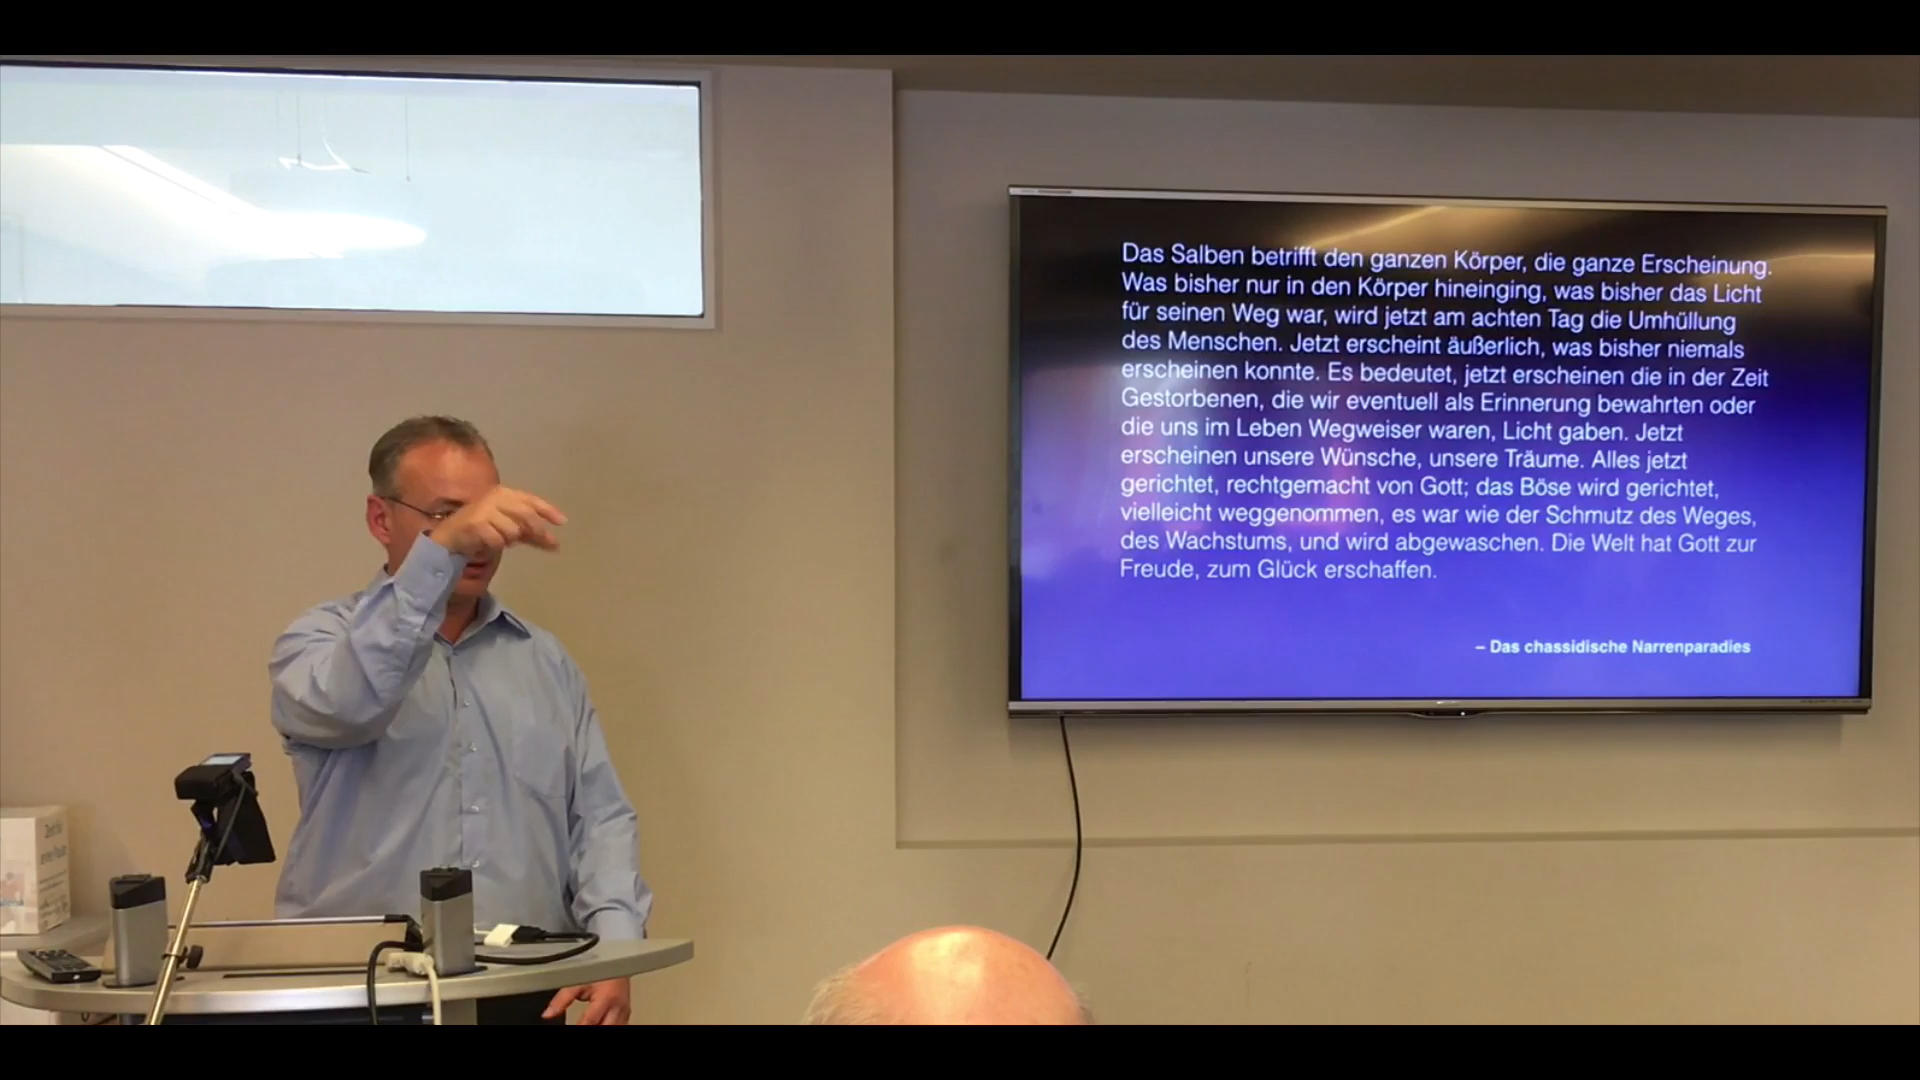 Das Salben betrifft den ganzen Körper, die ganze Erscheinung.
Was bisher nur in den Körper hineinging, was bisher das Licht
für seinen Weg war, wird jetzt am achten Tag die Umhüllung
des Menschen. Jetzt erscheint äußerlich, was bisher niemals
erscheinen konnte. Es bedeutet, jetzt erscheinen die in der Zeit
Gestorbenen, die wir eventuell als Erinnerung bewahrten oder
die uns im Leben Wegweiser waren, Licht gaben. Jetzt
erscheinen unsere Wünsche, unsere Träume. Alles jetzt
gerichtet, rechtgemacht von Gott; das Böse wird gerichtet,
vielleicht weggenommen, es war wie der Schmutz des Weges,
des Wachstums, und wird abgewaschen. Die Welt hat Gott zur
Freude, zum Glück erschaffen.
– Das chassidische Narrenparadies